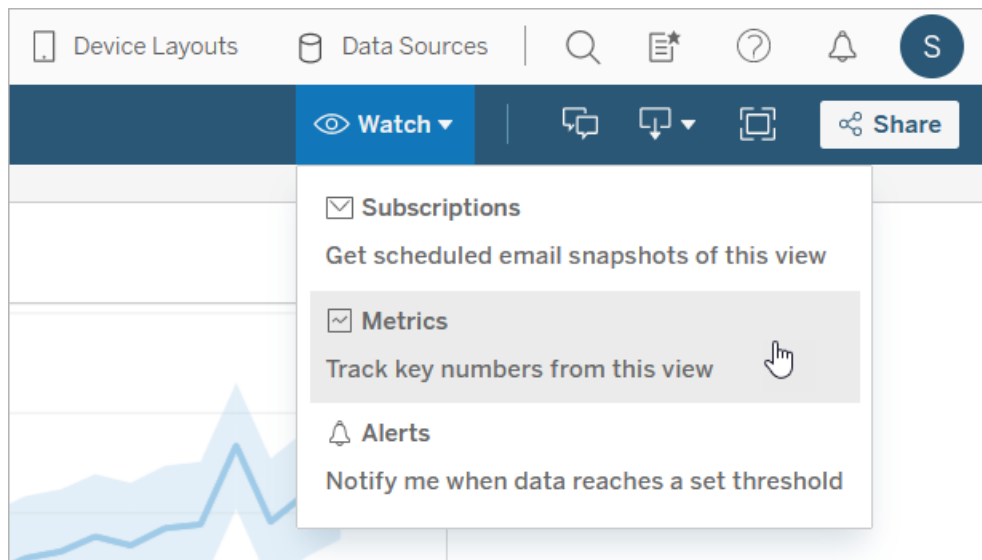 Device Layouts Data Sources S
Watch Share
Subscriptions
Get scheduled email snapshots of this view
Metrics
Track key numbers from this view
Alerts
Notify me when data reaches a set threshold